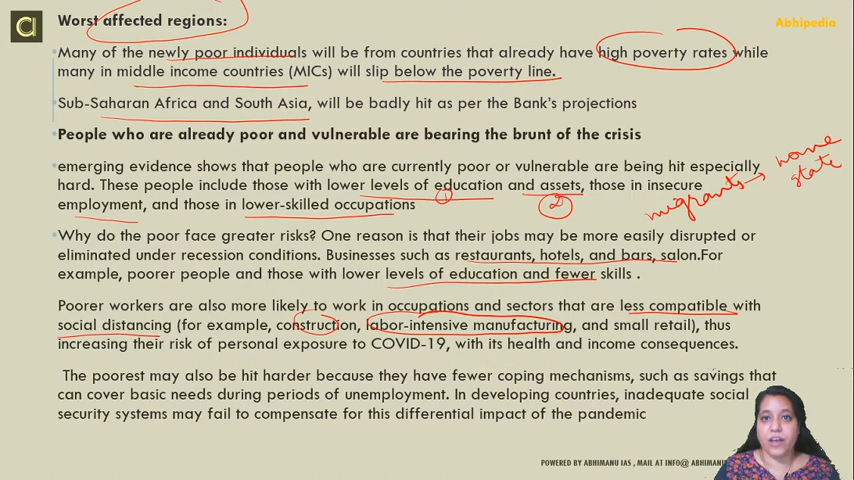 a
Worst affected regions:
Abhipedia
Many of the newly poor individuals will be from countries that already have high poverty rates while
many in middle income countries (MICs) will slip below the poverty line.
Sub-Saharan Africa and South Asia, will be badly hit as per the Bank's projections
People who are already poor and vulnerable are bearing the brunt of the crisis
emerging evidence shows that people who are currently poor or vulnerable are being hit especially
hard. These people include those with lower levels of education and assets, those in insecure
employment, and those in lower-skilled occupations
1
2
migrants → home
state
Why do the poor face greater risks? One reason is that their jobs may be more easily disrupted or
eliminated under recession conditions. Businesses such as restaurants, hotels, and bars, salon.For
example, poorer people and those with lower levels of education and fewer skills .
Poorer workers are also more likely to work in occupations and sectors that are less compatible with
social distancing (for example, construction, labor-intensive manufacturing, and small retail), thus
increasing their risk of personal exposure to COVID-19, with its health and income consequences.
The poorest may also be hit harder because they have fewer coping mechanisms, such as savings that
can cover basic needs during periods of unemployment. In developing countries, inadequate social
security systems may fail to compensate for this differential impact of the pandemic
POWERED BY ABHIMANU IAS , MAIL AT INFO@ ABHIMANU